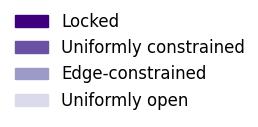 Locked
Uniformly constrained
Edge-constrained
Uniformly open